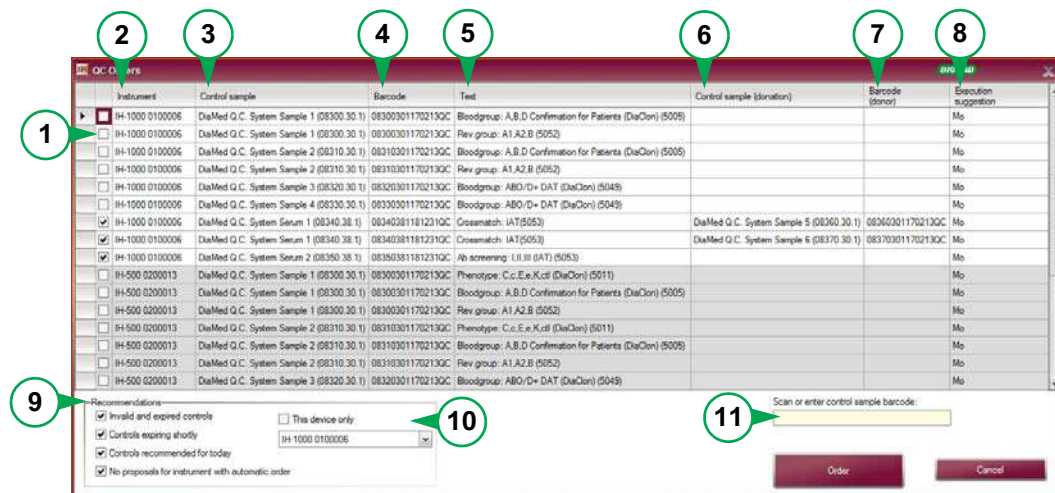 2 3 4 5 6 7 8
QC Orders BIO-RAD
Instrument Control sample Barcode Test Control sample (donation) Barcode (donor) Execution suggestion
IH-1000 0100006 DiaMed Q.C. System Sample 1 (08300.30.1) 08300301170213QC Bloodgroup: A,B,D Confirmation for Patients (DiaClon) (5005) Mo
1 IH-1000 0100006 DiaMed Q.C. System Sample 1 (08300.30.1) 08300301170213QC Rev.group: A1,A2,B (5052) Mo
IH-1000 0100006 DiaMed Q.C. System Sample 2 (08310.30.1) 08310301170213QC Bloodgroup: A,B,D Confirmation for Patients (DiaClon) (5005) Mo
IH-1000 0100006 DiaMed Q.C. System Sample 2 (08310.30.1) 08310301170213QC Rev.group: A1,A2,B (5052) Mo
IH-1000 0100006 DiaMed Q.C. System Sample 3 (08320.30.1) 08320301170213QC Bloodgroup: ABO/D+ DAT (DiaClon) (5049) Mo
IH-1000 0100006 DiaMed Q.C. System Sample 4 (08330.30.1) 08330301170213QC Bloodgroup: ABO/D+ DAT (DiaClon) (5049) Mo
IH-1000 0100006 DiaMed Q.C. System Serum 1 (08340.38.1) 08340381181231QC Crossmatch: IAT(5053) DiaMed Q.C. System Sample 5 (08360.30.1) 08360301170213QC Mo
IH-1000 0100006 DiaMed Q.C. System Serum 1 (08340.38.1) 08340381181231QC Crossmatch: IAT(5053) DiaMed Q.C. System Sample 6 (08370.30.1) 08370301170213QC Mo
IH-1000 0100006 DiaMed Q.C. System Serum 2 (08350.38.1) 08350381181231QC Ab.screening: I,II,III (IAT) (5053) Mo
IH-500 0200013 DiaMed Q.C. System Sample 1 (08300.30.1) 08300301170213QC Phenotype: C,c,E,e,K,ctl (DiaClon) (5011) Mo
IH-500 0200013 DiaMed Q.C. System Sample 1 (08300.30.1) 08300301170213QC Bloodgroup: A,B,D Confirmation for Patients (DiaClon) (5005) Mo
IH-500 0200013 DiaMed Q.C. System Sample 1 (08300.30.1) 08300301170213QC Rev.group: A1,A2,B (5052) Mo
IH-500 0200013 DiaMed Q.C. System Sample 2 (08310.30.1) 08310301170213QC Phenotype: C,c,E,e,K,ctl (DiaClon) (5011) Mo
IH-500 0200013 DiaMed Q.C. System Sample 2 (08310.30.1) 08310301170213QC Bloodgroup: A,B,D Confirmation for Patients (DiaClon) (5005) Mo
IH-500 0200013 DiaMed Q.C. System Sample 2 (08310.30.1) 08310301170213QC Rev.group: A1,A2,B (5052) Mo
IH-500 0200013 DiaMed Q.C. System Sample 3 (08320.30.1) 08320301170213QC Bloodgroup: ABO/D+ DAT (DiaClon) (5049) Mo
9 Recommendations
Invalid and expired controls This device only
Controls expiring shortly IH-1000 0100006 10
Controls recommended for today
No proposals for instrument with automatic order
Scan or enter control sample barcode:
11
Order Cancel